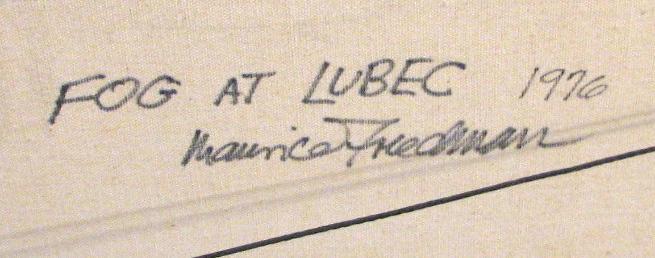 FOG AT LUBEC 1976
Maurice Freedman